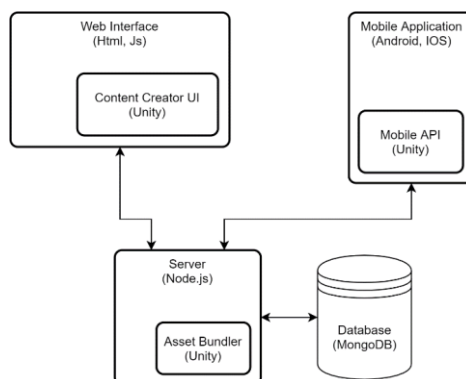 Web Interface
(Html, Js)
Content Creator UI
(Unity)
Mobile Application
(Android, IOS)
Mobile API
(Unity)
Server
(Node.js)
Asset Bundler
(Unity)
Database
(MongoDB)